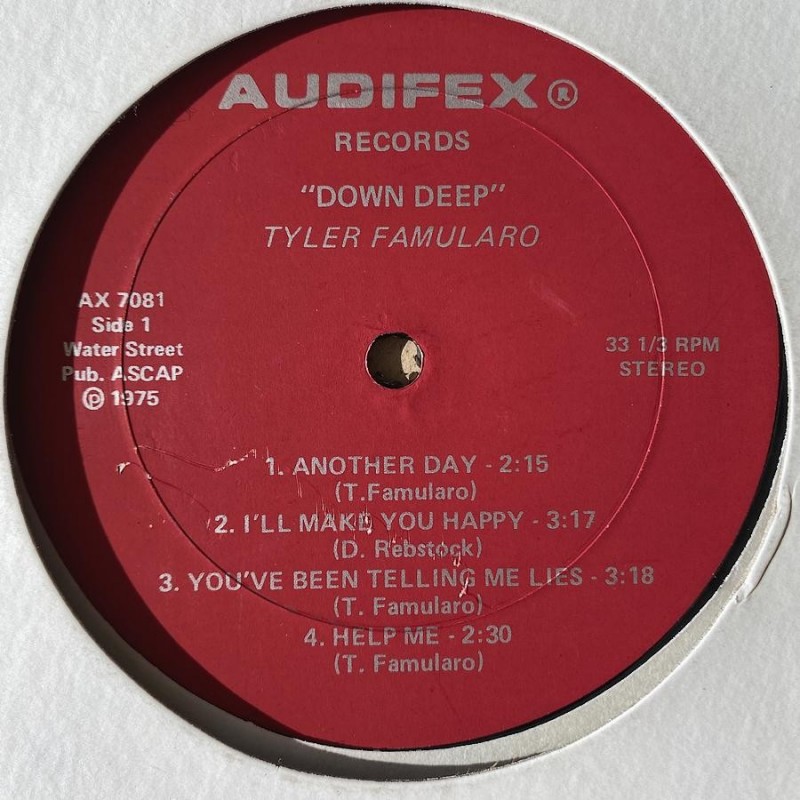 AUDIFEX®
RECORDS
"DOWN DEEP"
TYLER FAMULARO
AX 7081
Side 1
Water Street
Pub. ASCAP
℗ 1975
33 1/3 RPM
STEREO
1. ANOTHER DAY - 2:15
(T.Famularo)
2. I'LL MAKE YOU HAPPY - 3:17
(D. Rebstock)
3. YOU'VE BEEN TELLING ME LIES - 3:18
(T. Famularo)
4. HELP ME - 2:30
(T. Famularo)